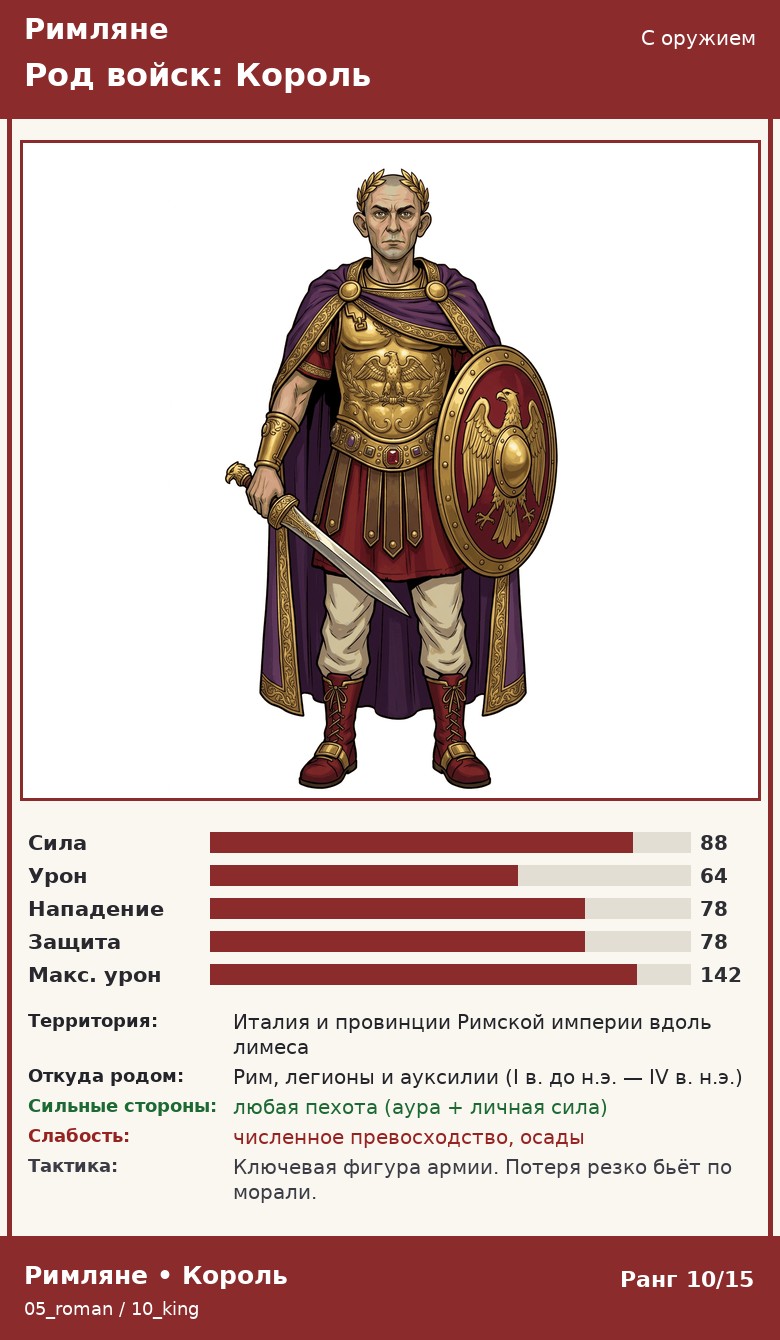 Римляне
С оружием
Род войск: Король
Сила 88
Урон 64
Нападение 78
Защита 78
Макс. урон 142
Территория: Италия и провинции Римской империи вдоль
лимеса
Откуда родом: Рим, легионы и ауксилии (I в. до н.э. — IV в. н.э.)
Сильные стороны: любая пехота (аура + личная сила)
Слабость: численное превосходство, осады
Тактика: Ключевая фигура армии. Потеря резко бьёт по
морали.
Римляне • Король
Ранг 10/15
05_roman / 10_king